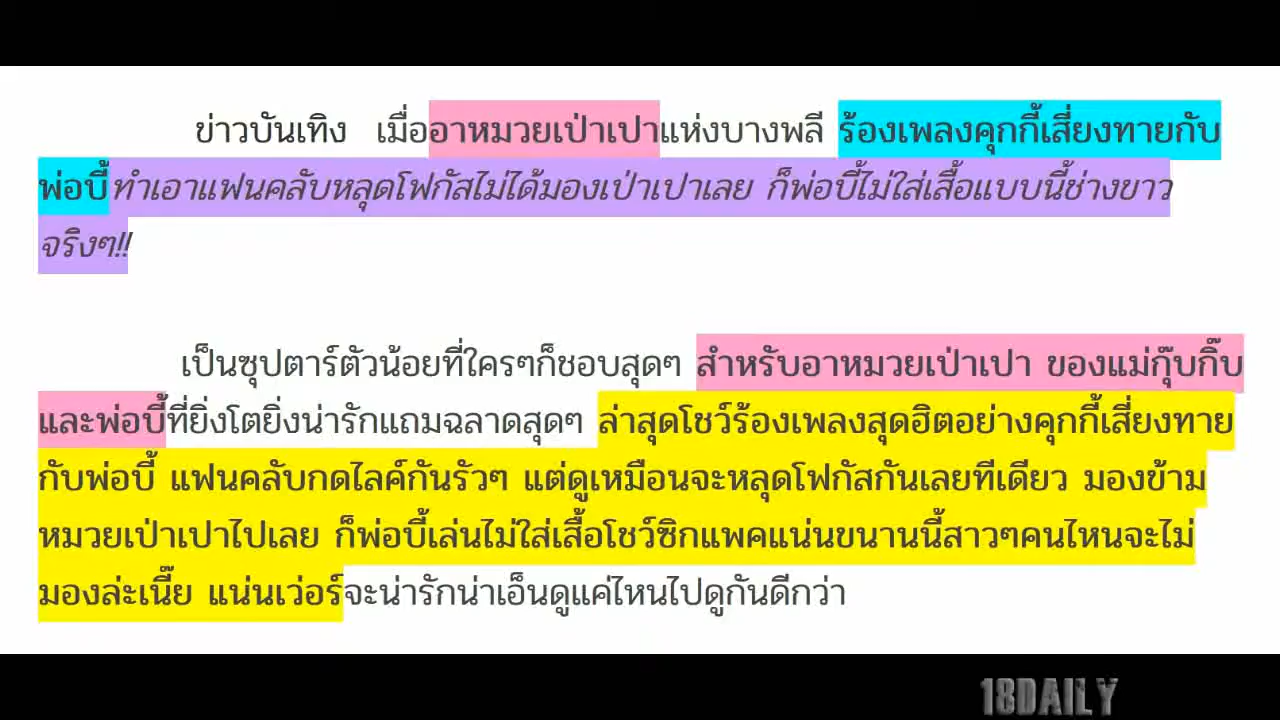 ข่าวบันเทิง เมื่ออาหมวยเป่าเปาแห่งบางพลี ร้องเพลงคุกกี้เสี่ยงทายกับ
พ่อบี้ทำเอาแฟนคลับหลุดโฟกัสไม่ได้มองเป่าเปาเลย ก็พ่อบี้ไม่ใส่เสื้อแบบนี้ช่างขาว
จริงๆ!!
เป็นซุปตาร์ตัวน้อยที่ใครๆก็ชอบสุดๆ สำหรับอาหมวยเป่าเปา ของแม่กุ๊บกิ๊บ
และพ่อบี้ที่ยิ่งโตยิ่งน่ารักแถมฉลาดสุดๆ ล่าสุดโชว์ร้องเพลงสุดฮิตอย่างคุกกี้เสี่ยงทาย
กับพ่อบี้ แฟนคลับกดไลค์กันรัวๆ แต่ดูเหมือนจะหลุดโฟกัสกันเลยทีเดียว มองข้าม
หมวยเป่าเปาไปเลย ก็พ่อบี้เล่นไม่ใส่เสื้อโชว์ซิกแพคแน่นขนานนี้สาวๆคนไหนจะไม่
มองล่ะเนี๊ย แน่นเว่อร์จะน่ารักน่าเอ็นดูแค่ไหนไปดูกันดีกว่า
18DAILY